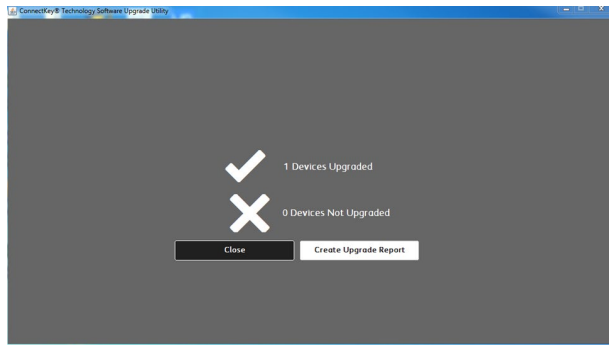 ConnectKey® Technology Software Upgrade Utility
1 Devices Upgraded
0 Devices Not Upgraded
Close
Create Upgrade Report